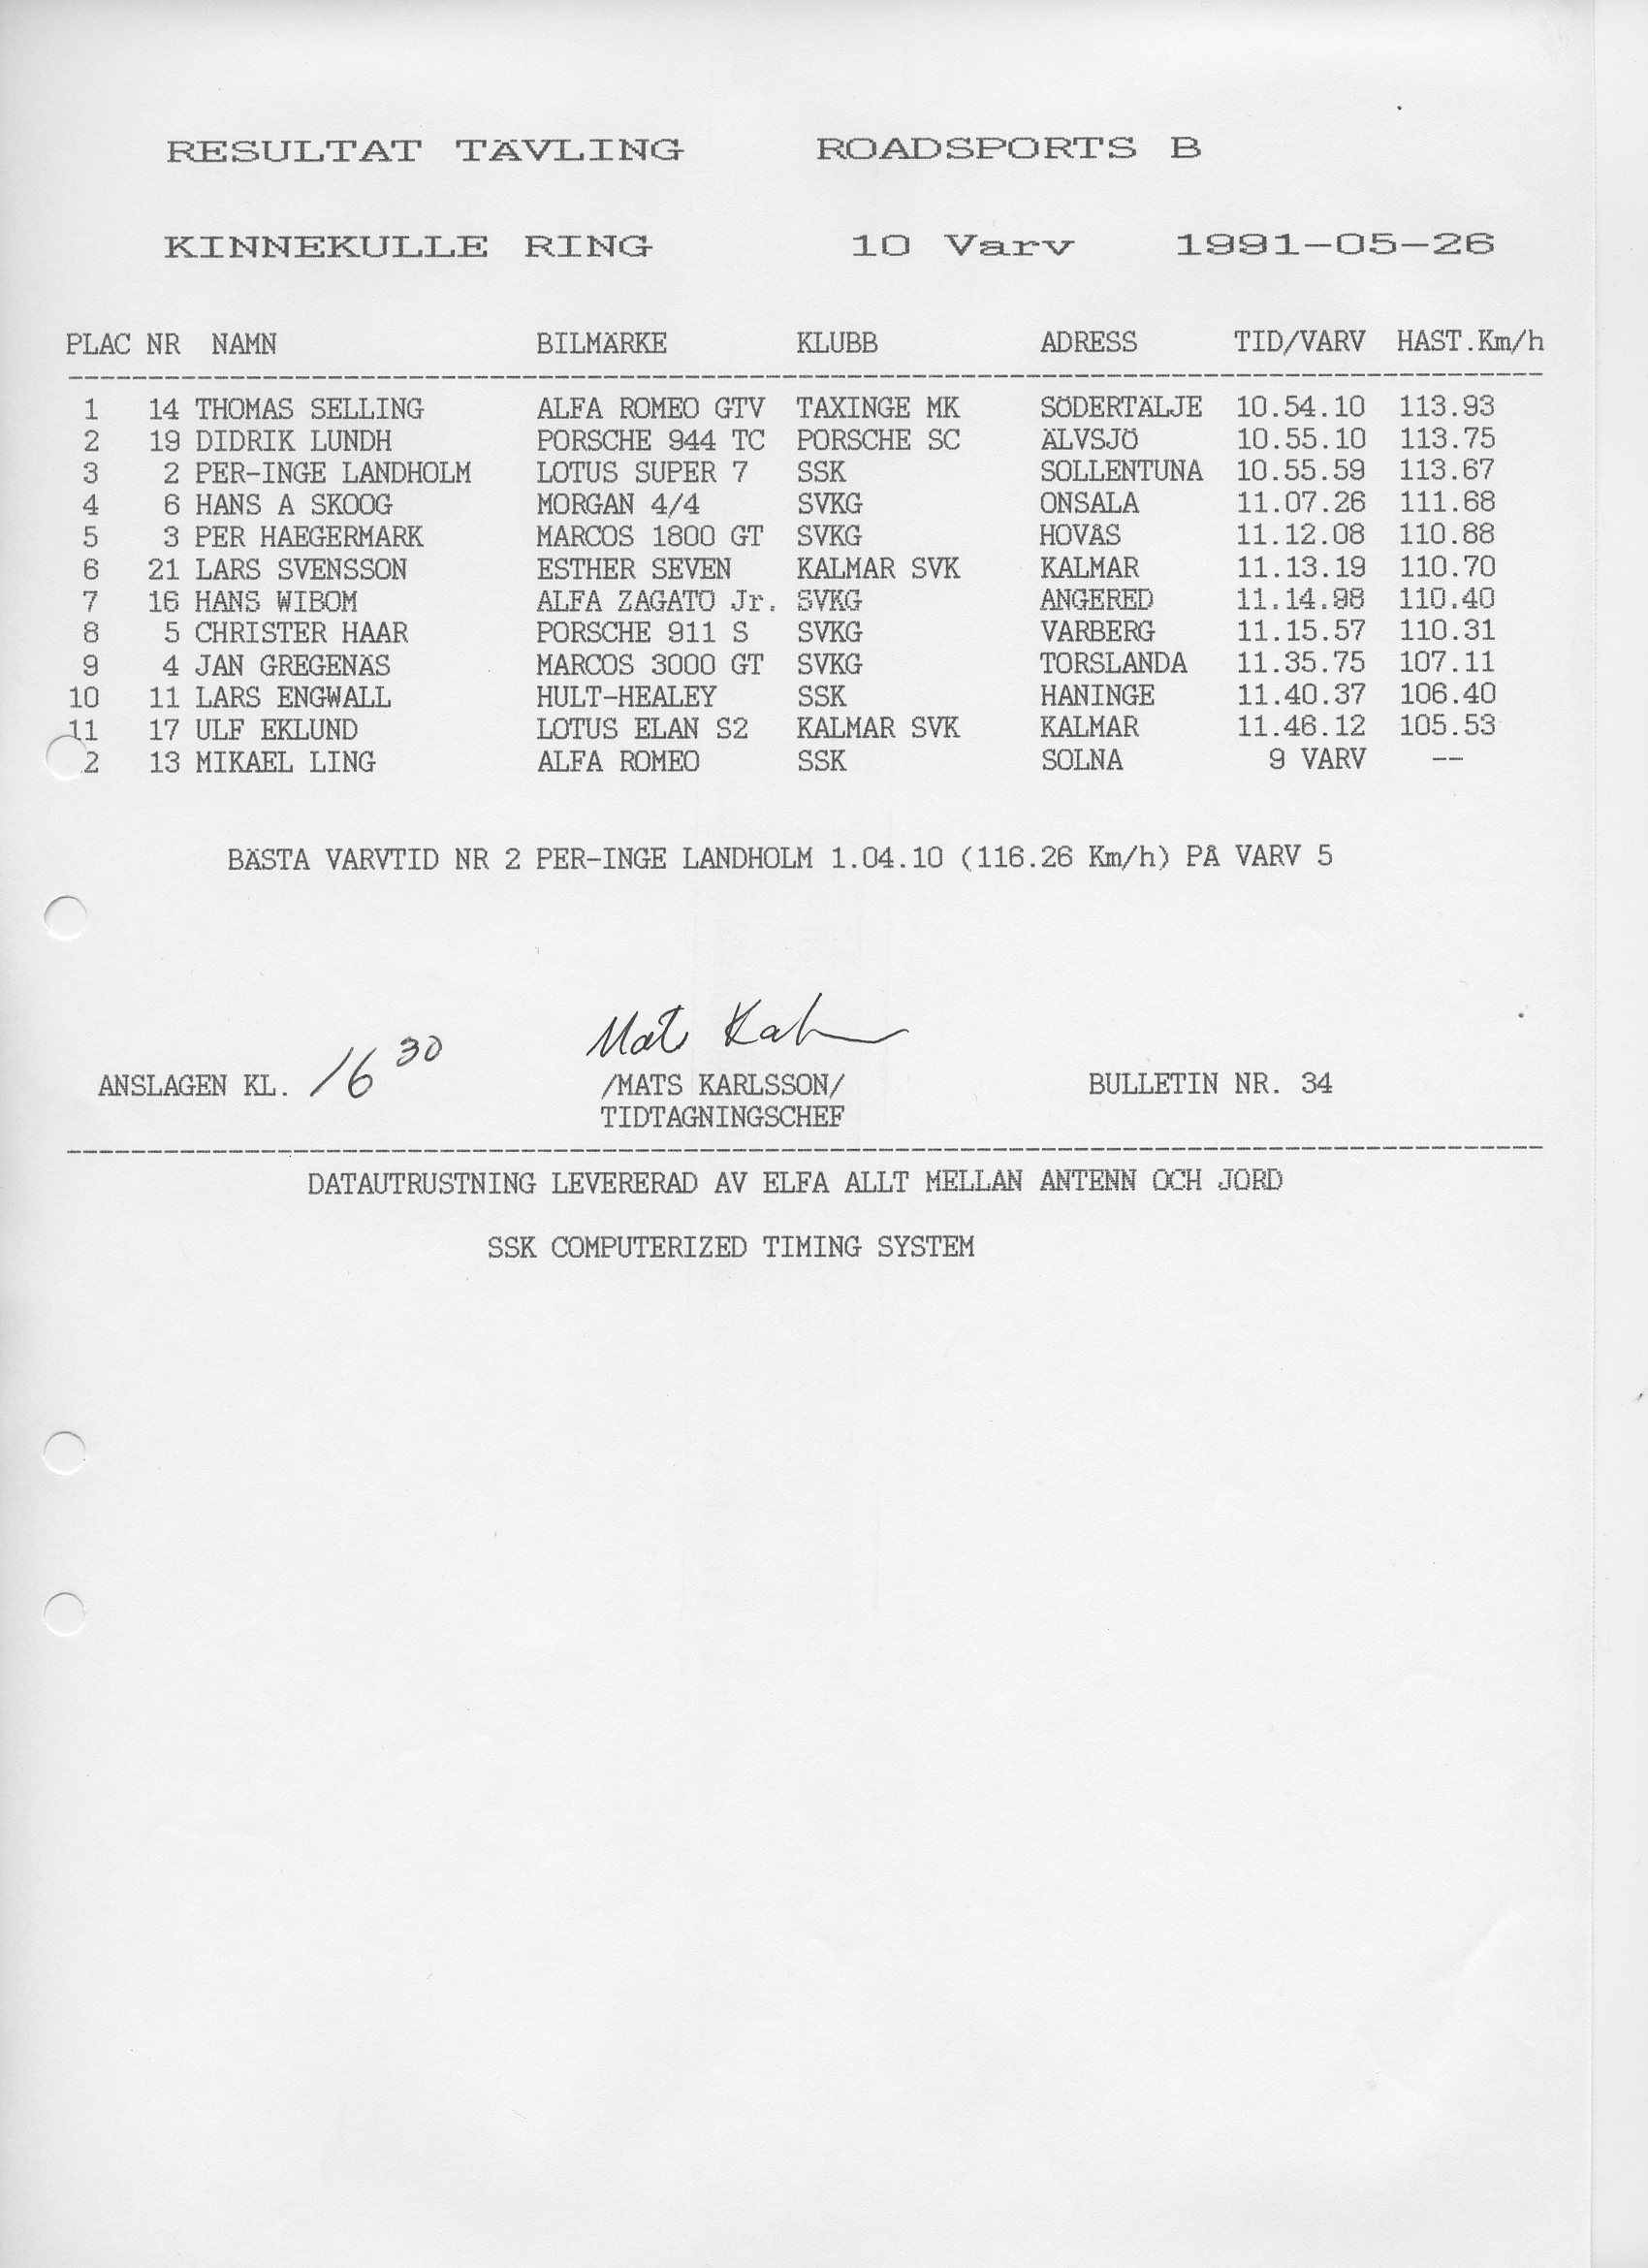 RESULTAT TÄVLING ROADSPORTS B
KINNEKULLE RING 10 Varv 1991-05-26
PLAC NR NAMN BILMÄRKE KLUBB ADRESS TID/VARV HAST.Km/h
1 14 THOMAS SELLING ALFA ROMEO GTV TAXINGE MK SÖDERTÄLJE 10.54.10 113.93
2 19 DIDRIK LUNDH PORSCHE 944 TC PORSCHE SC ÄLVSJÖ 10.55.10 113.75
3 2 PER-INGE LANDHOLM LOTUS SUPER 7 SSK SOLLENTUNA 10.55.59 113.67
4 6 HANS A SKOOG MORGAN 4/4 SVKG ONSALA 11.07.26 111.68
5 3 PER HAEGERMARK MARCOS 1800 GT SVKG HOVÅS 11.12.08 110.88
6 21 LARS SVENSSON ESTHER SEVEN KALMAR SVK KALMAR 11.13.19 110.70
7 16 HANS WIBOM ALFA ZAGATO Jr. SVKG ANGERED 11.14.98 110.40
8 5 CHRISTER HAAR PORSCHE 911 S SVKG VARBERG 11.15.57 110.31
9 4 JAN GREGENÄS MARCOS 3000 GT SVKG TORSLANDA 11.35.75 107.11
10 11 LARS ENGWALL HULT-HEALEY SSK HANINGE 11.40.37 106.40
11 17 ULF EKLUND LOTUS ELAN S2 KALMAR SVK KALMAR 11.46.12 105.53
2 13 MIKAEL LING ALFA ROMEO SSK SOLNA 9 VARV --
BÄSTA VARVTID NR 2 PER-INGE LANDHOLM 1.04.10 (116.26 Km/h) PÅ VARV 5
ANSLAGEN KL. 16 30 /MATS KARLSSON/ BULLETIN NR. 34
TIDTAGNINGSCHEF
DATAUTRUSTNING LEVERERAD AV ELFA ALLT MELLAN ANTENN OCH JORD
SSK COMPUTERIZED TIMING SYSTEM